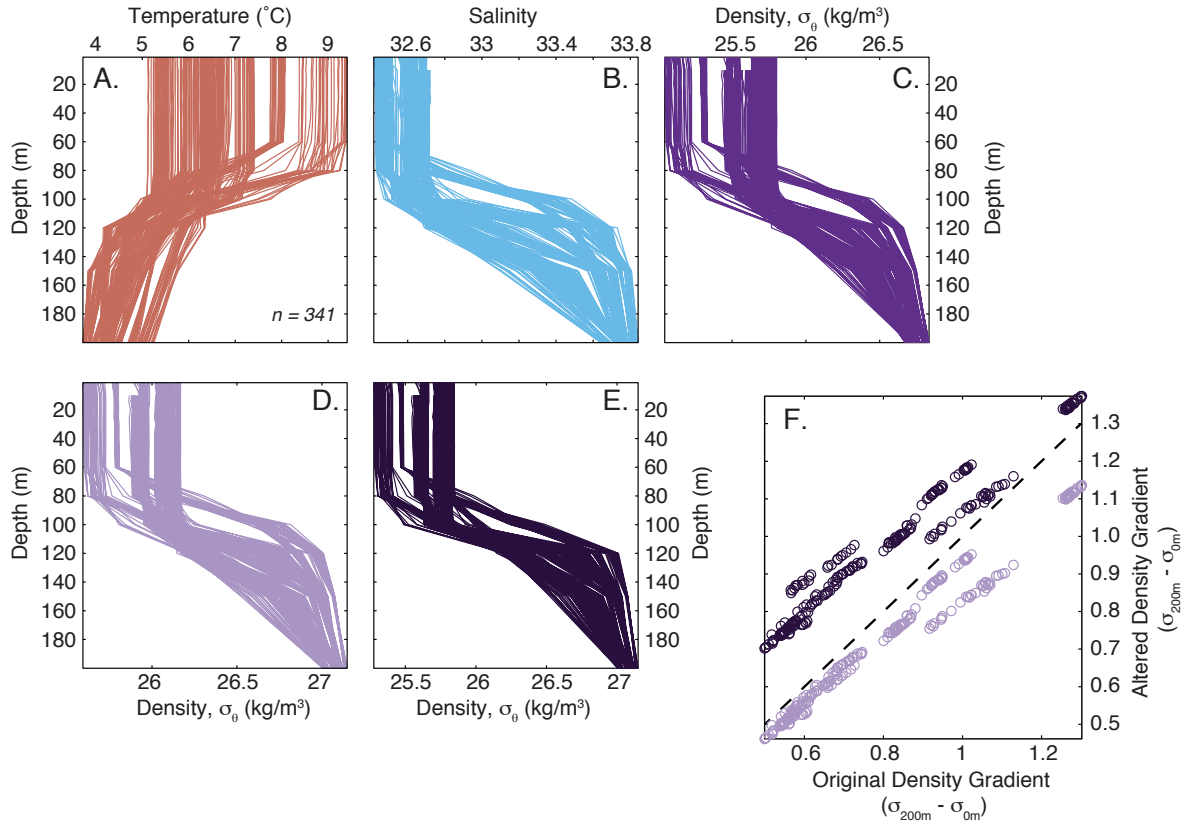 Temperature (˚C)
4 5 6 7 8 9
A.
20
40
60
80
100
120
140
160
180
Depth (m)
n = 341
Salinity
32.6 33 33.4 33.8
B.
Density, σθ (kg/m³)
25.5 26 26.5
C.
20
40
60
80
100
120
140
160
180
Depth (m)
D.
20
40
60
80
100
120
140
160
180
Depth (m)
26 26.5 27
Density, σθ (kg/m³)
E.
20
40
60
80
100
120
140
160
180
Depth (m)
25.5 26 26.5 27
Density, σθ (kg/m³)
F.
1.3
1.2
1.1
1.0
0.9
0.8
0.7
0.6
0.5
Altered Density Gradient
(σ200m - σ0m)
0.6 0.8 1 1.2
Original Density Gradient
(σ200m - σ0m)